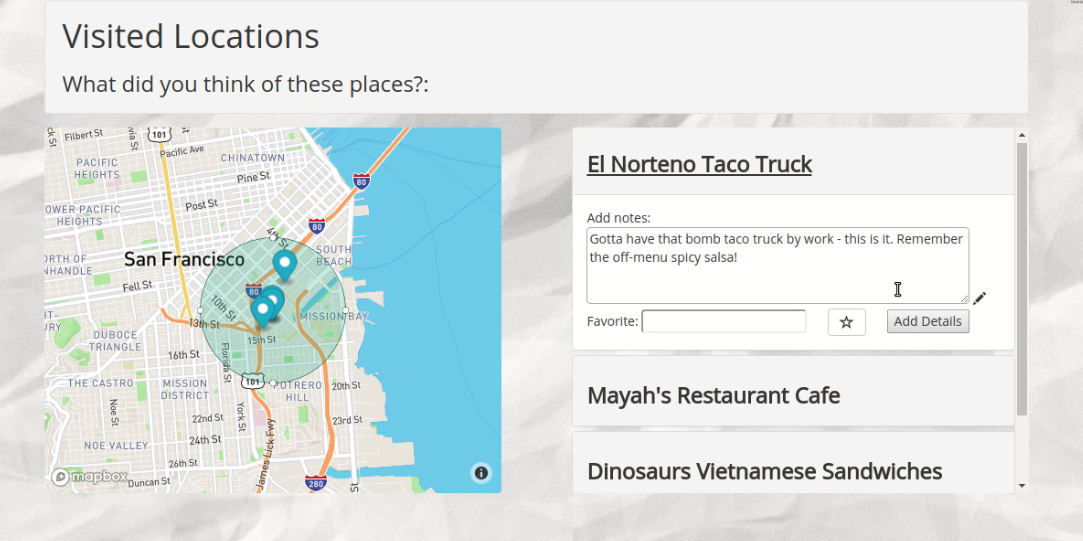 Visited Locations
What did you think of these places?:
Filbert St
101
Pacific Ave
PACIFIC
HEIGHTS
CHINATOWN
Pine St
80
Post St
OWER PACIFIC
HEIGHTS
80
4th St
SOUTH
BEACH
San Francisco
ORTH OF
NHANDLE
Fell St
80
10th St
MISSION BAY
13th St
15th St
DUBOCE
TRIANGLE
16th St
Florida St
THE CASTRO
MISSION
DISTRICT
101
POTRERO
HILL
20th St
Noe St
York St
22nd St
23rd St
NOE VALLEY
24th St
James Lick Fwy
26th St
mapbox
Duncan St
280
El Norteno Taco Truck
Add notes:
Gotta have that bomb taco truck by work - this is it. Remember
the off-menu spicy salsa!
Favorite:
Add Details
Mayah's Restaurant Cafe
Dinosaurs Vietnamese Sandwiches